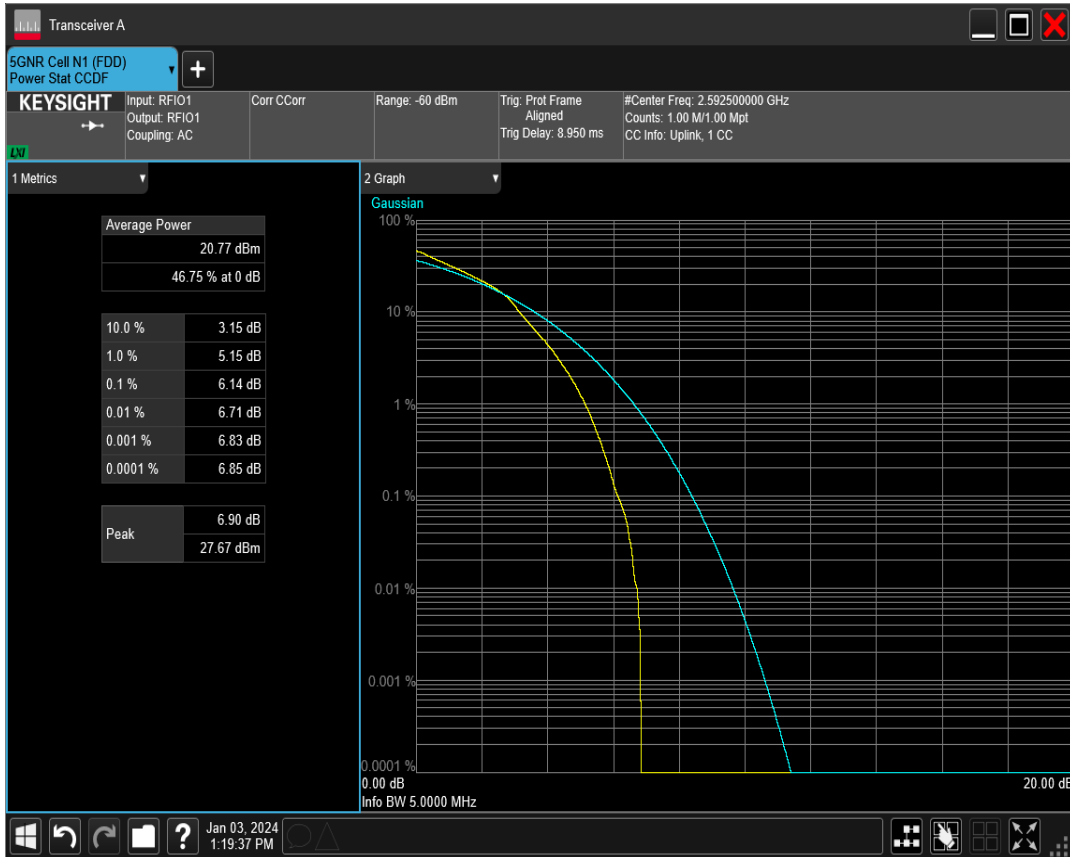 Transceiver A
5GNR Cell N1 (FDD)
Power Stat CCDF
KEYSIGHT
LXI
Input: RFIO1
Output: RFIO1
Coupling: AC
Corr CCorr
Range: -60 dBm
Trig: Prot Frame
Aligned
Trig Delay: 8.950 ms
#Center Freq: 2.592500000 GHz
Counts: 1.00 M/1.00 Mpt
CC Info: Uplink, 1 CC
1 Metrics
Average Power
20.77 dBm
46.75 % at 0 dB
10.0 % 3.15 dB
1.0 % 5.15 dB
0.1 % 6.14 dB
0.01 % 6.71 dB
0.001 % 6.83 dB
0.0001 % 6.85 dB
Peak
6.90 dB
27.67 dBm
2 Graph
Gaussian
100 %
10 %
1 %
0.1 %
0.01 %
0.001 %
0.0001 %
0.00 dB 20.00 dB
Info BW 5.0000 MHz
?
Jan 03, 2024
1:19:37 PM